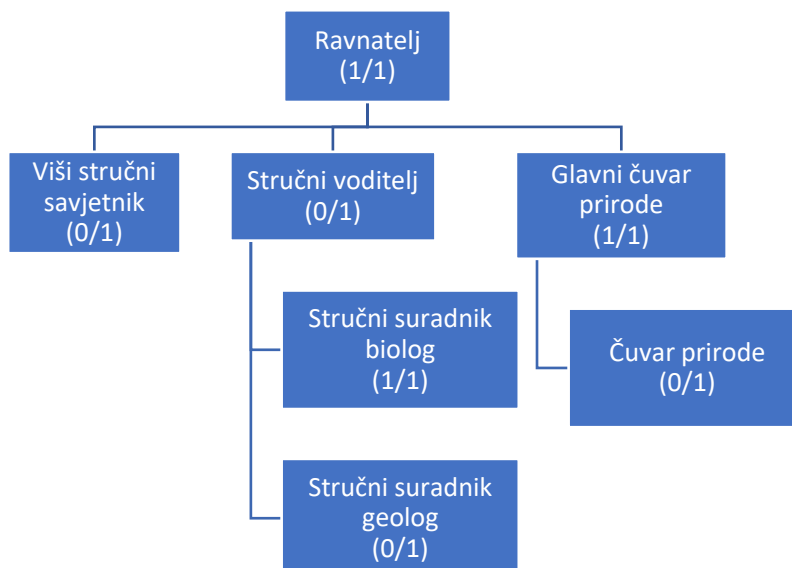 Ravnatelj
(1/1)
Viši stručni
savjetnik
(0/1)
Stručni voditelj
(0/1)
Glavni čuvar
prirode
(1/1)
Stručni suradnik
biolog
(1/1)
Čuvar prirode
(0/1)
Stručni suradnik
geolog
(0/1)